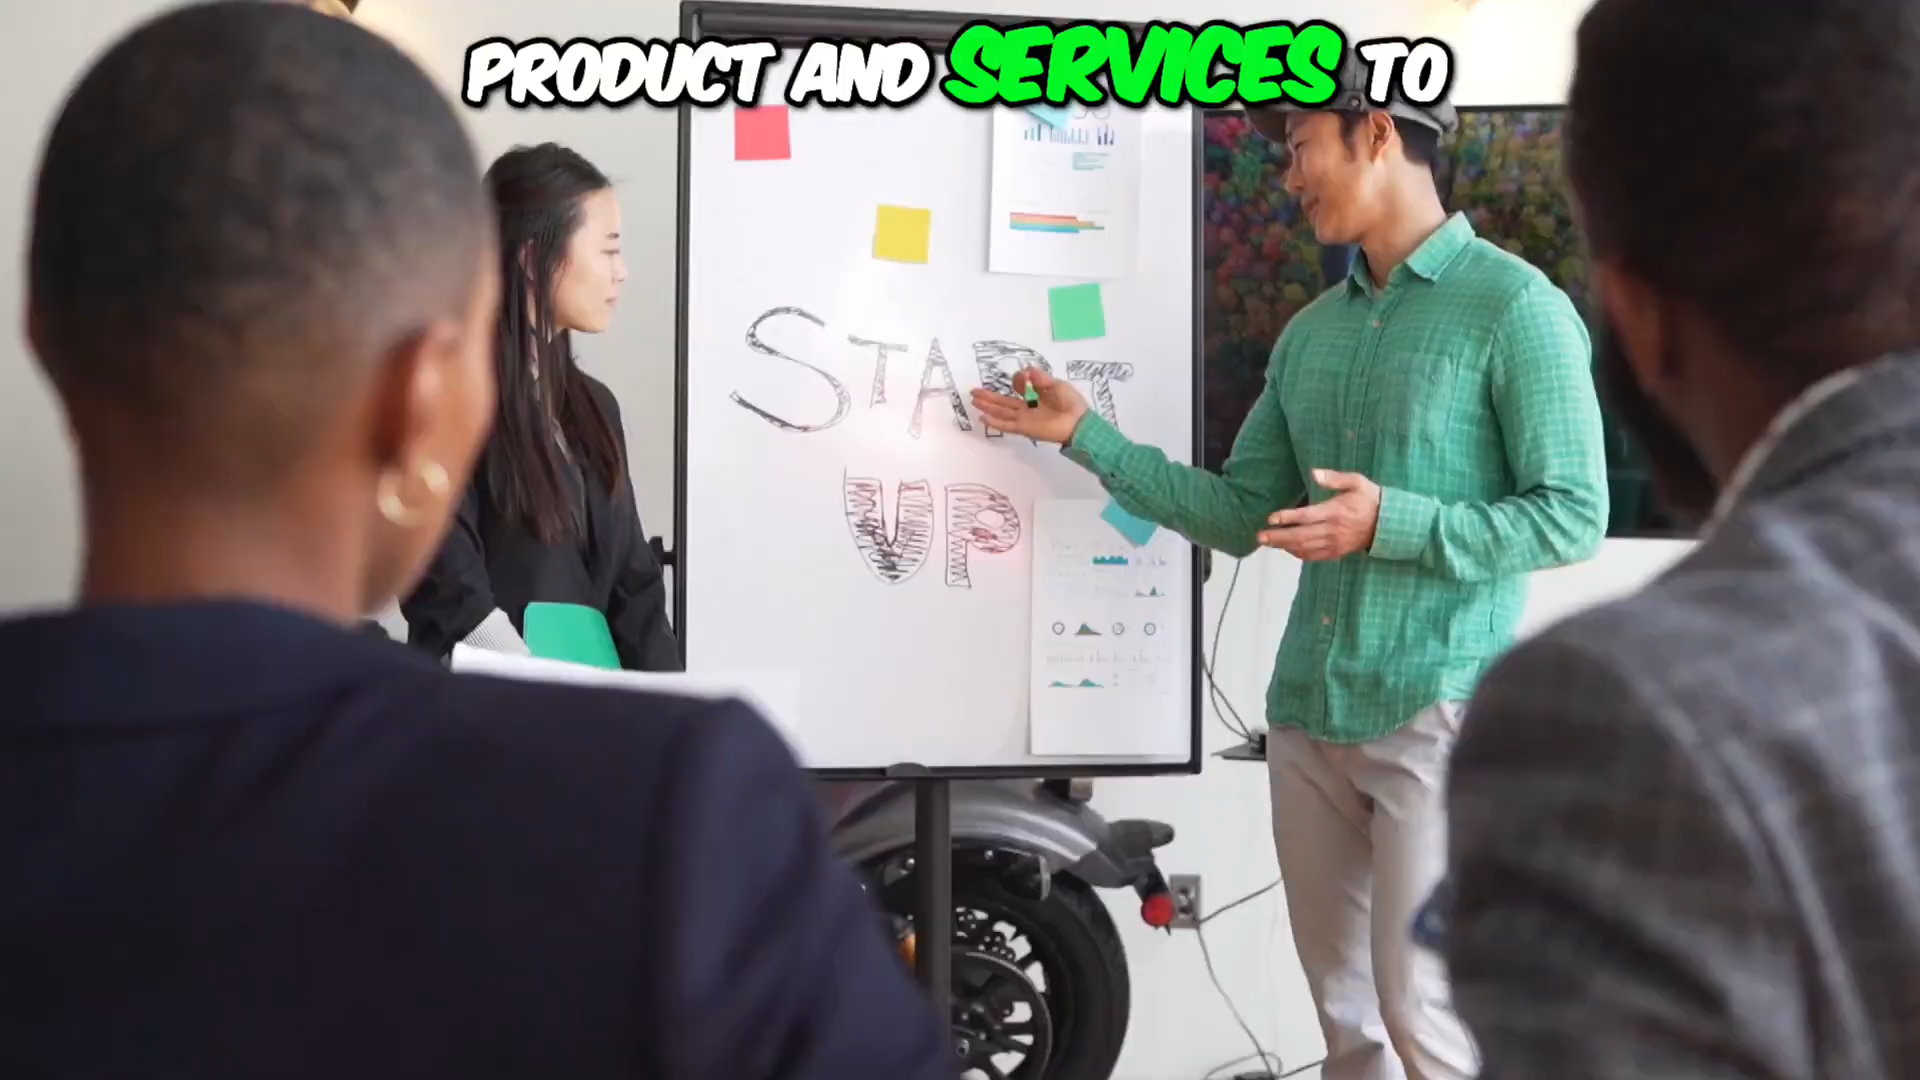 PRODUCT AND SERVICES TO
START
UP